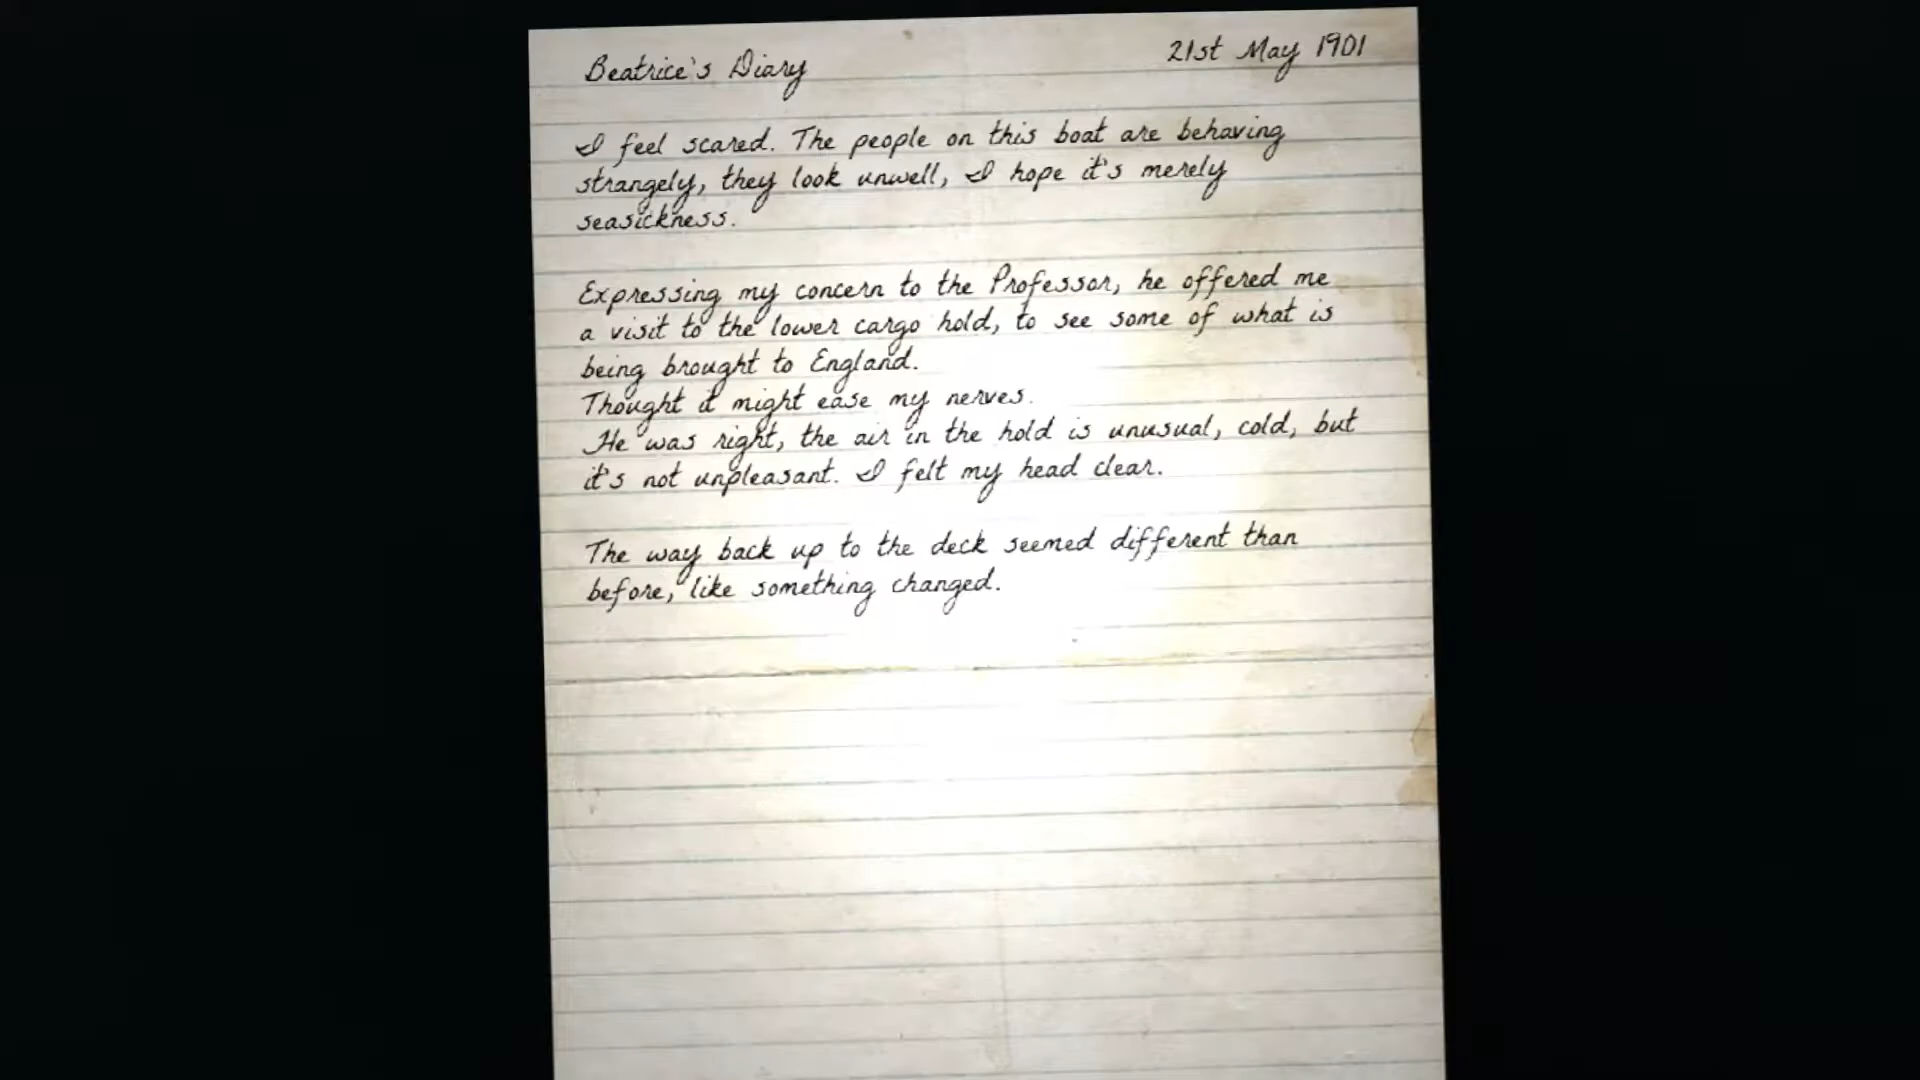 Beatrice's Diary
21st May 1901
I feel scared. The people on this boat are behaving
strangely, they look unwell, I hope it's merely
seasickness.
Expressing my concern to the Professor, he offered me
a visit to the lower cargo hold, to see some of what is
being brought to England.
Thought it might ease my nerves.
He was right, the air in the hold is unusual, cold, but
it's not unpleasant. I felt my head clear.
The way back up to the deck seemed different than
before, like something changed.